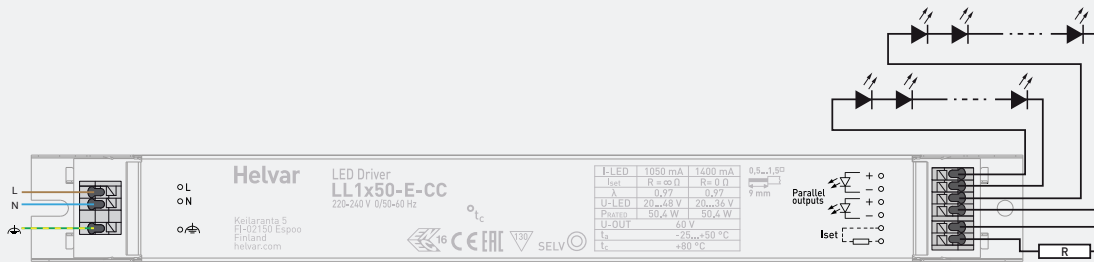 L
N
L
N
Helvar
Keilaranta 5
FI-02150 Espoo
Finland
helvar.com
LED Driver
LL1x50-E-CC
220-240 V 0/50-60 Hz
tc
16 CE EAC 130 SELV
I-LED 1050 mA 1400 mA
Iset R = ∞ Ω R= 0 Ω
λ 0,97 0,97
U-LED 20...48 V 20...36 V
PRATED 50,4 W 50,4 W
U-OUT 60 V
ta -25...+50 °C
tc +80 °C
0,5...1,5□
9 mm
Parallel
outputs
+
-
+
-
Iset
R